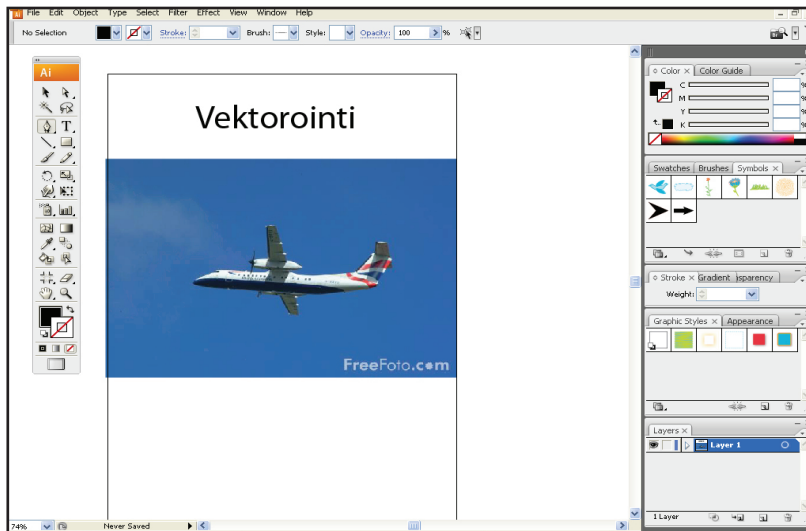 File Edit Object Type Select Filter Effect View Window Help
No Selection Stroke: Brush: Style: Opacity: 100 %
Ai
Color × Color Guide
C
M
Y
K
Vektorointi
Swatches Brushes Symbols ×
Stroke × Gradient
Weight:
Graphic Styles × Appearance
FreeFoto.com
Layers ×
Layer 1
1 Layer
74% Never Saved